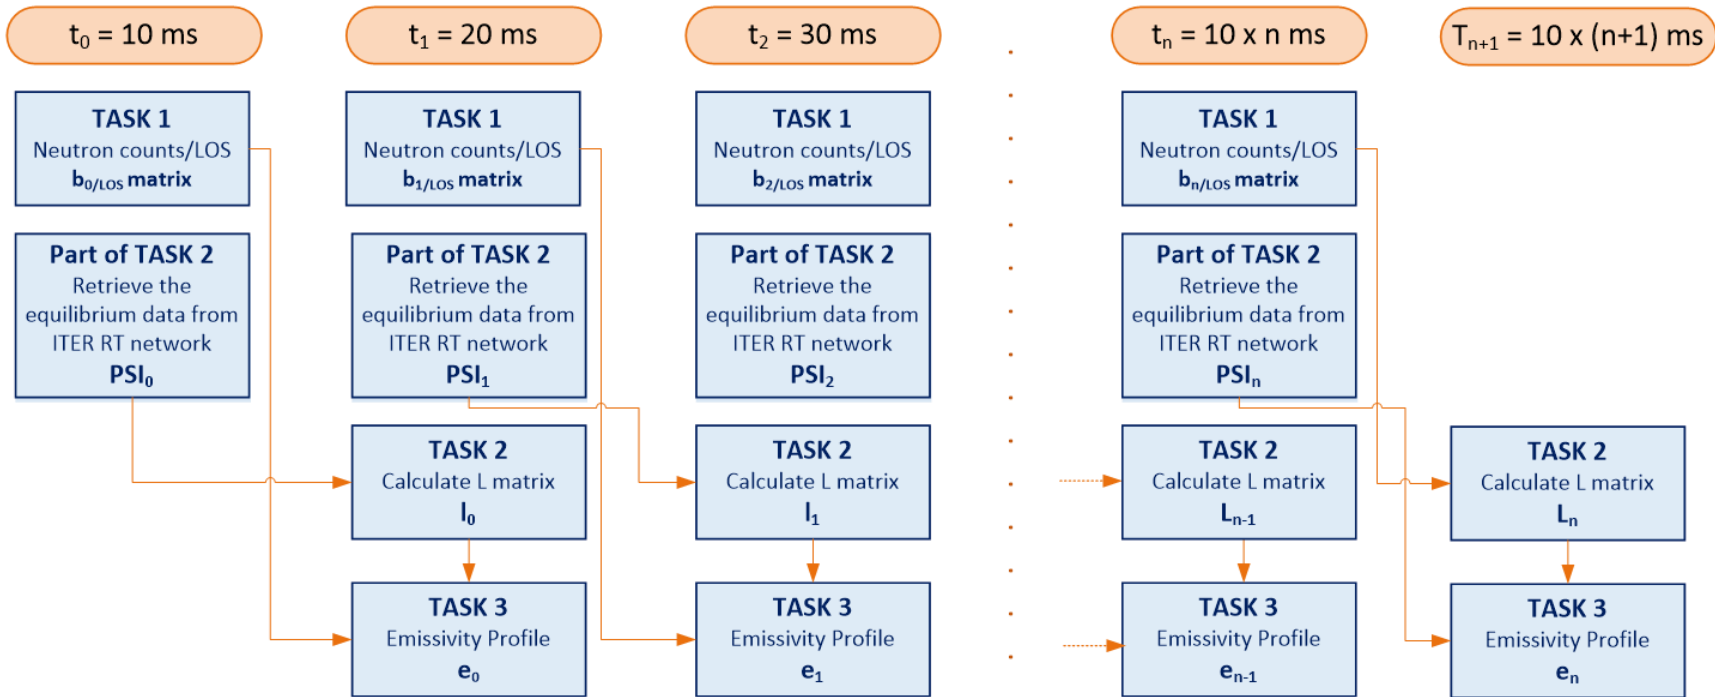 t₀ = 10 ms
t₁ = 20 ms
t₂ = 30 ms
tₙ = 10 x n ms
Tₙ₊₁ = 10 x (n+1) ms
TASK 1
Neutron counts/LOS
b₀/LOS matrix
TASK 1
Neutron counts/LOS
b₁/LOS matrix
TASK 1
Neutron counts/LOS
b₂/LOS matrix
TASK 1
Neutron counts/LOS
bₙ/LOS matrix
Part of TASK 2
Retrieve the
equilibrium data from
ITER RT network
PSI₀
Part of TASK 2
Retrieve the
equilibrium data from
ITER RT network
PSI₁
Part of TASK 2
Retrieve the
equilibrium data from
ITER RT network
PSI₂
Part of TASK 2
Retrieve the
equilibrium data from
ITER RT network
PSIₙ
TASK 2
Calculate L matrix
l₀
TASK 2
Calculate L matrix
l₁
TASK 2
Calculate L matrix
Lₙ₋₁
TASK 2
Calculate L matrix
Lₙ
TASK 3
Emissivity Profile
e₀
TASK 3
Emissivity Profile
e₁
TASK 3
Emissivity Profile
eₙ₋₁
TASK 3
Emissivity Profile
eₙ